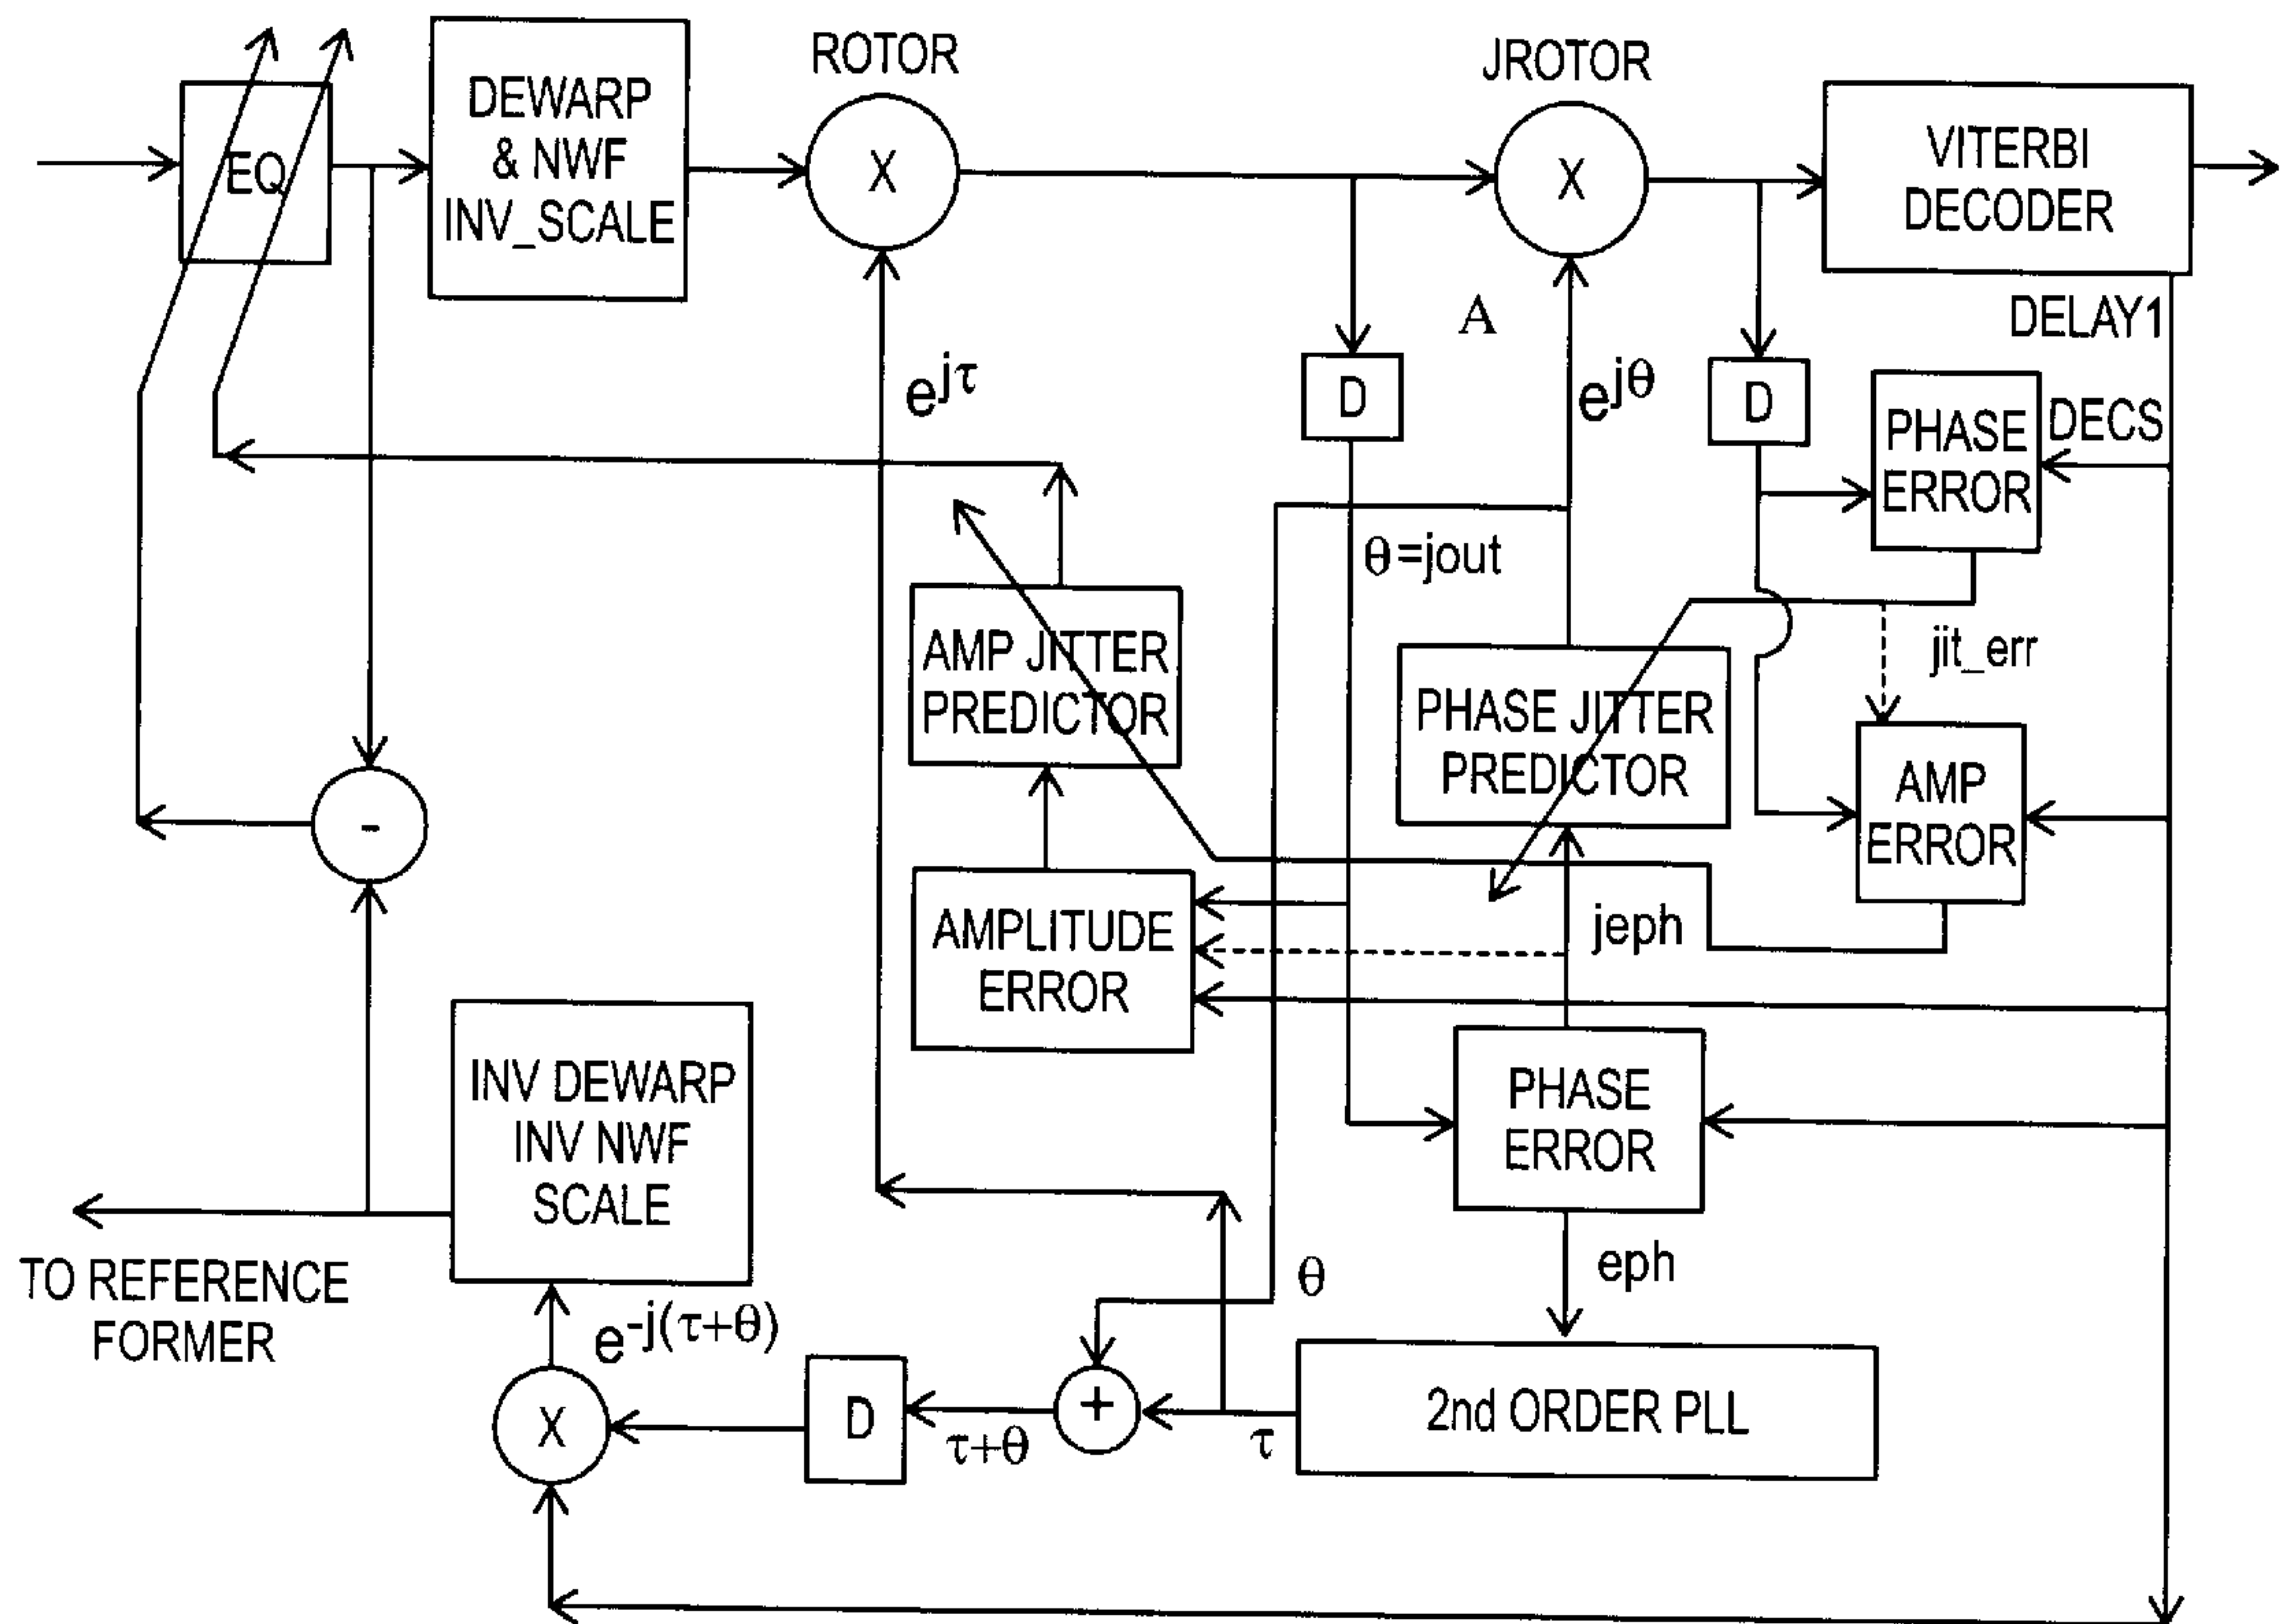 ROTOR
JROTOR
EQ
DEWARP
& NWF
INV_SCALE
X
X
VITERBI
DECODER
DELAY1
A
e^jτ
e^jθ
D
D
PHASE
ERROR
DECS
θ=jout
jit_err
AMP JITTER
PREDICTOR
PHASE JITTER
PREDICTOR
AMP
ERROR
-
AMPLITUDE
ERROR
jeph
INV DEWARP
INV NWF
SCALE
PHASE
ERROR
eph
TO REFERENCE
FORMER
e^-j(τ+θ)
θ
X
D
τ+θ
+
τ
2nd ORDER PLL